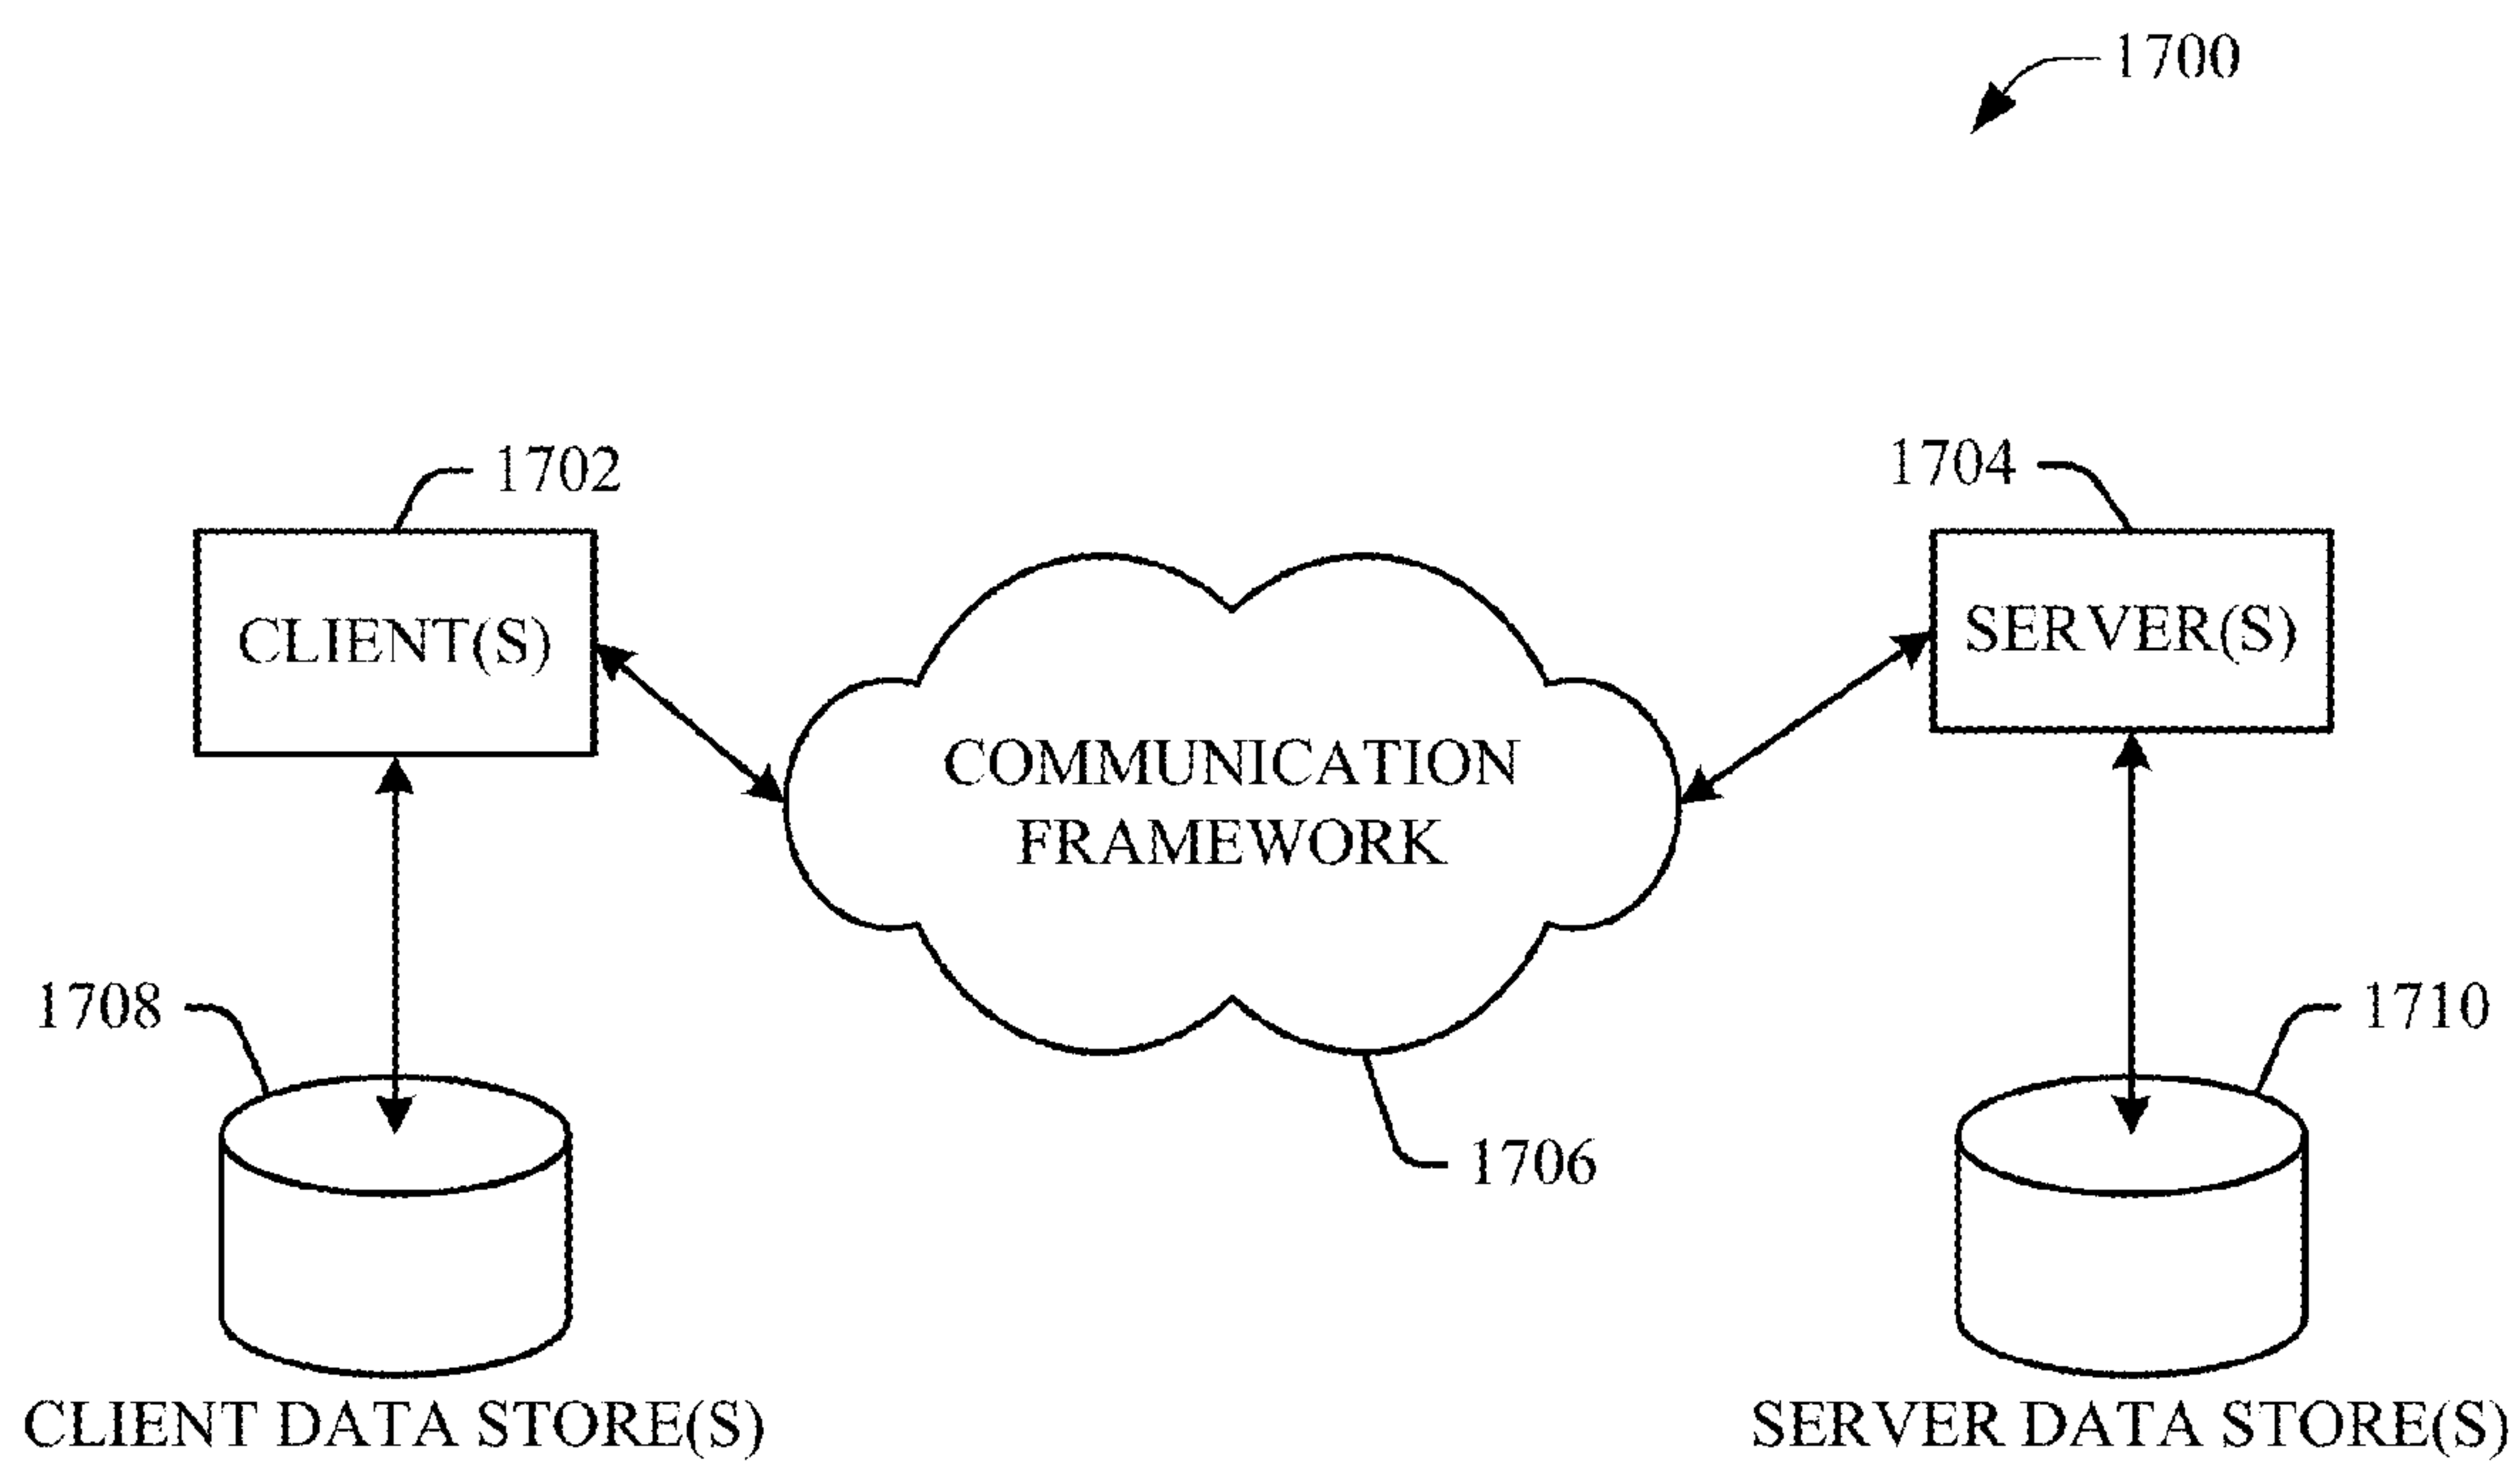 1700
1702
1704
CLIENT(S)
SERVER(S)
COMMUNICATION
FRAMEWORK
1708
1710
1706
CLIENT DATA STORE(S)
SERVER DATA STORE(S)